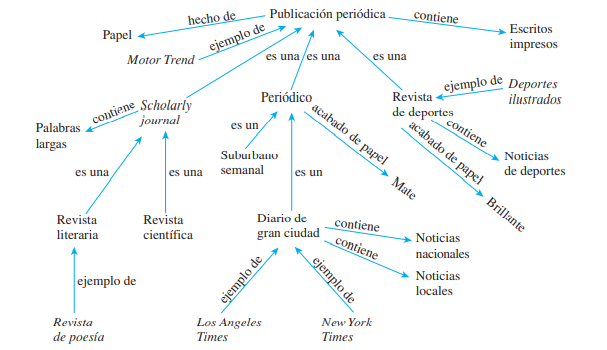 Publicación periódica
hecho de
contiene
Papel
ejemplo de
Escritos
impresos
Motor Trend
es una
es una
es una
Periódico
Revista
de deportes
ejemplo de
Deportes
ilustrados
contiene
Scholarly
journal
Palabras
largas
es un
acabado de papel
acabado de papel
contiene
Suburbano
semanal
Noticias
de deportes
es una
es una
es un
Mate
Brillante
Revista
literaria
Revista
científica
Diario de
gran ciudad
contiene
contiene
Noticias
nacionales
Noticias
locales
ejemplo de
ejemplo de
ejemplo de
Revista
de poesía
Los Angeles
Times
New York
Times